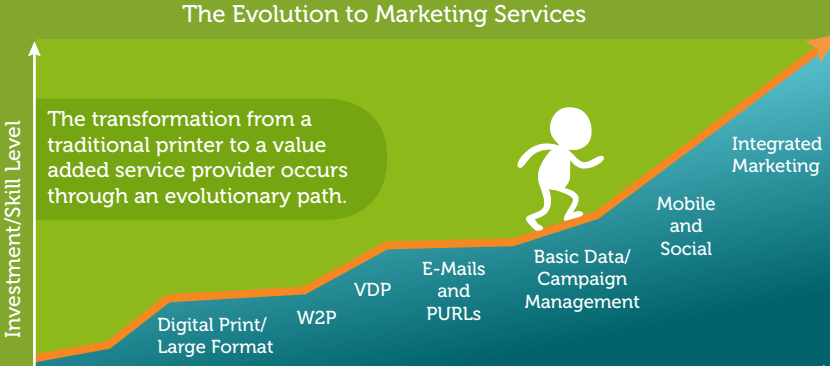 The Evolution to Marketing Services
Investment/Skill Level
The transformation from a
traditional printer to a value
added service provider occurs
through an evolutionary path.
Digital Print/
Large Format
W2P
VDP
E-Mails
and
PURLs
Basic Data/
Campaign
Management
Mobile
and
Social
Integrated
Marketing